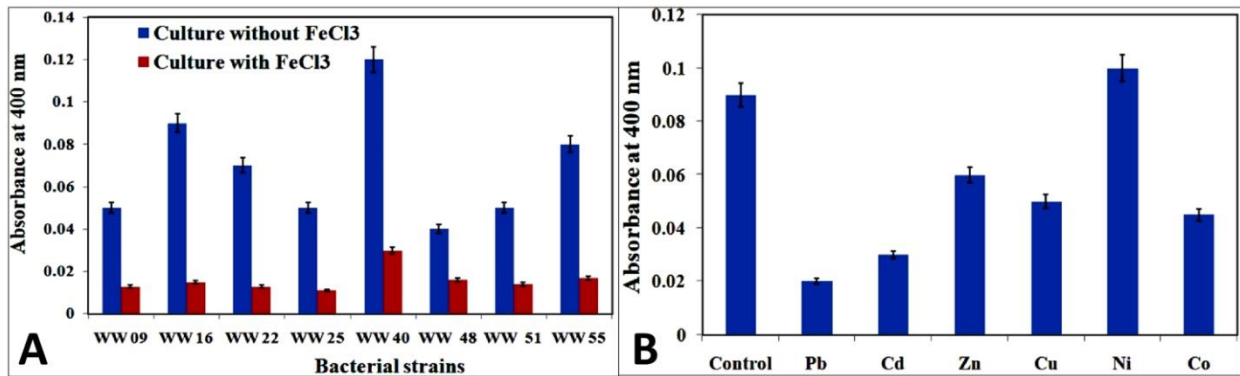 0.14
0.12
0.1
0.08
0.06
0.04
0.02
0
Absorbance at 400 nm
Culture without FeCl3
Culture with FeCl3
WW 09 WW 16 WW 22 WW 25 WW 40 WW 48 WW 51 WW 55
Bacterial strains
A
0.12
0.1
0.08
0.06
0.04
0.02
0
Absorbance at 400 nm
Control Pb Cd Zn Cu Ni Co
B